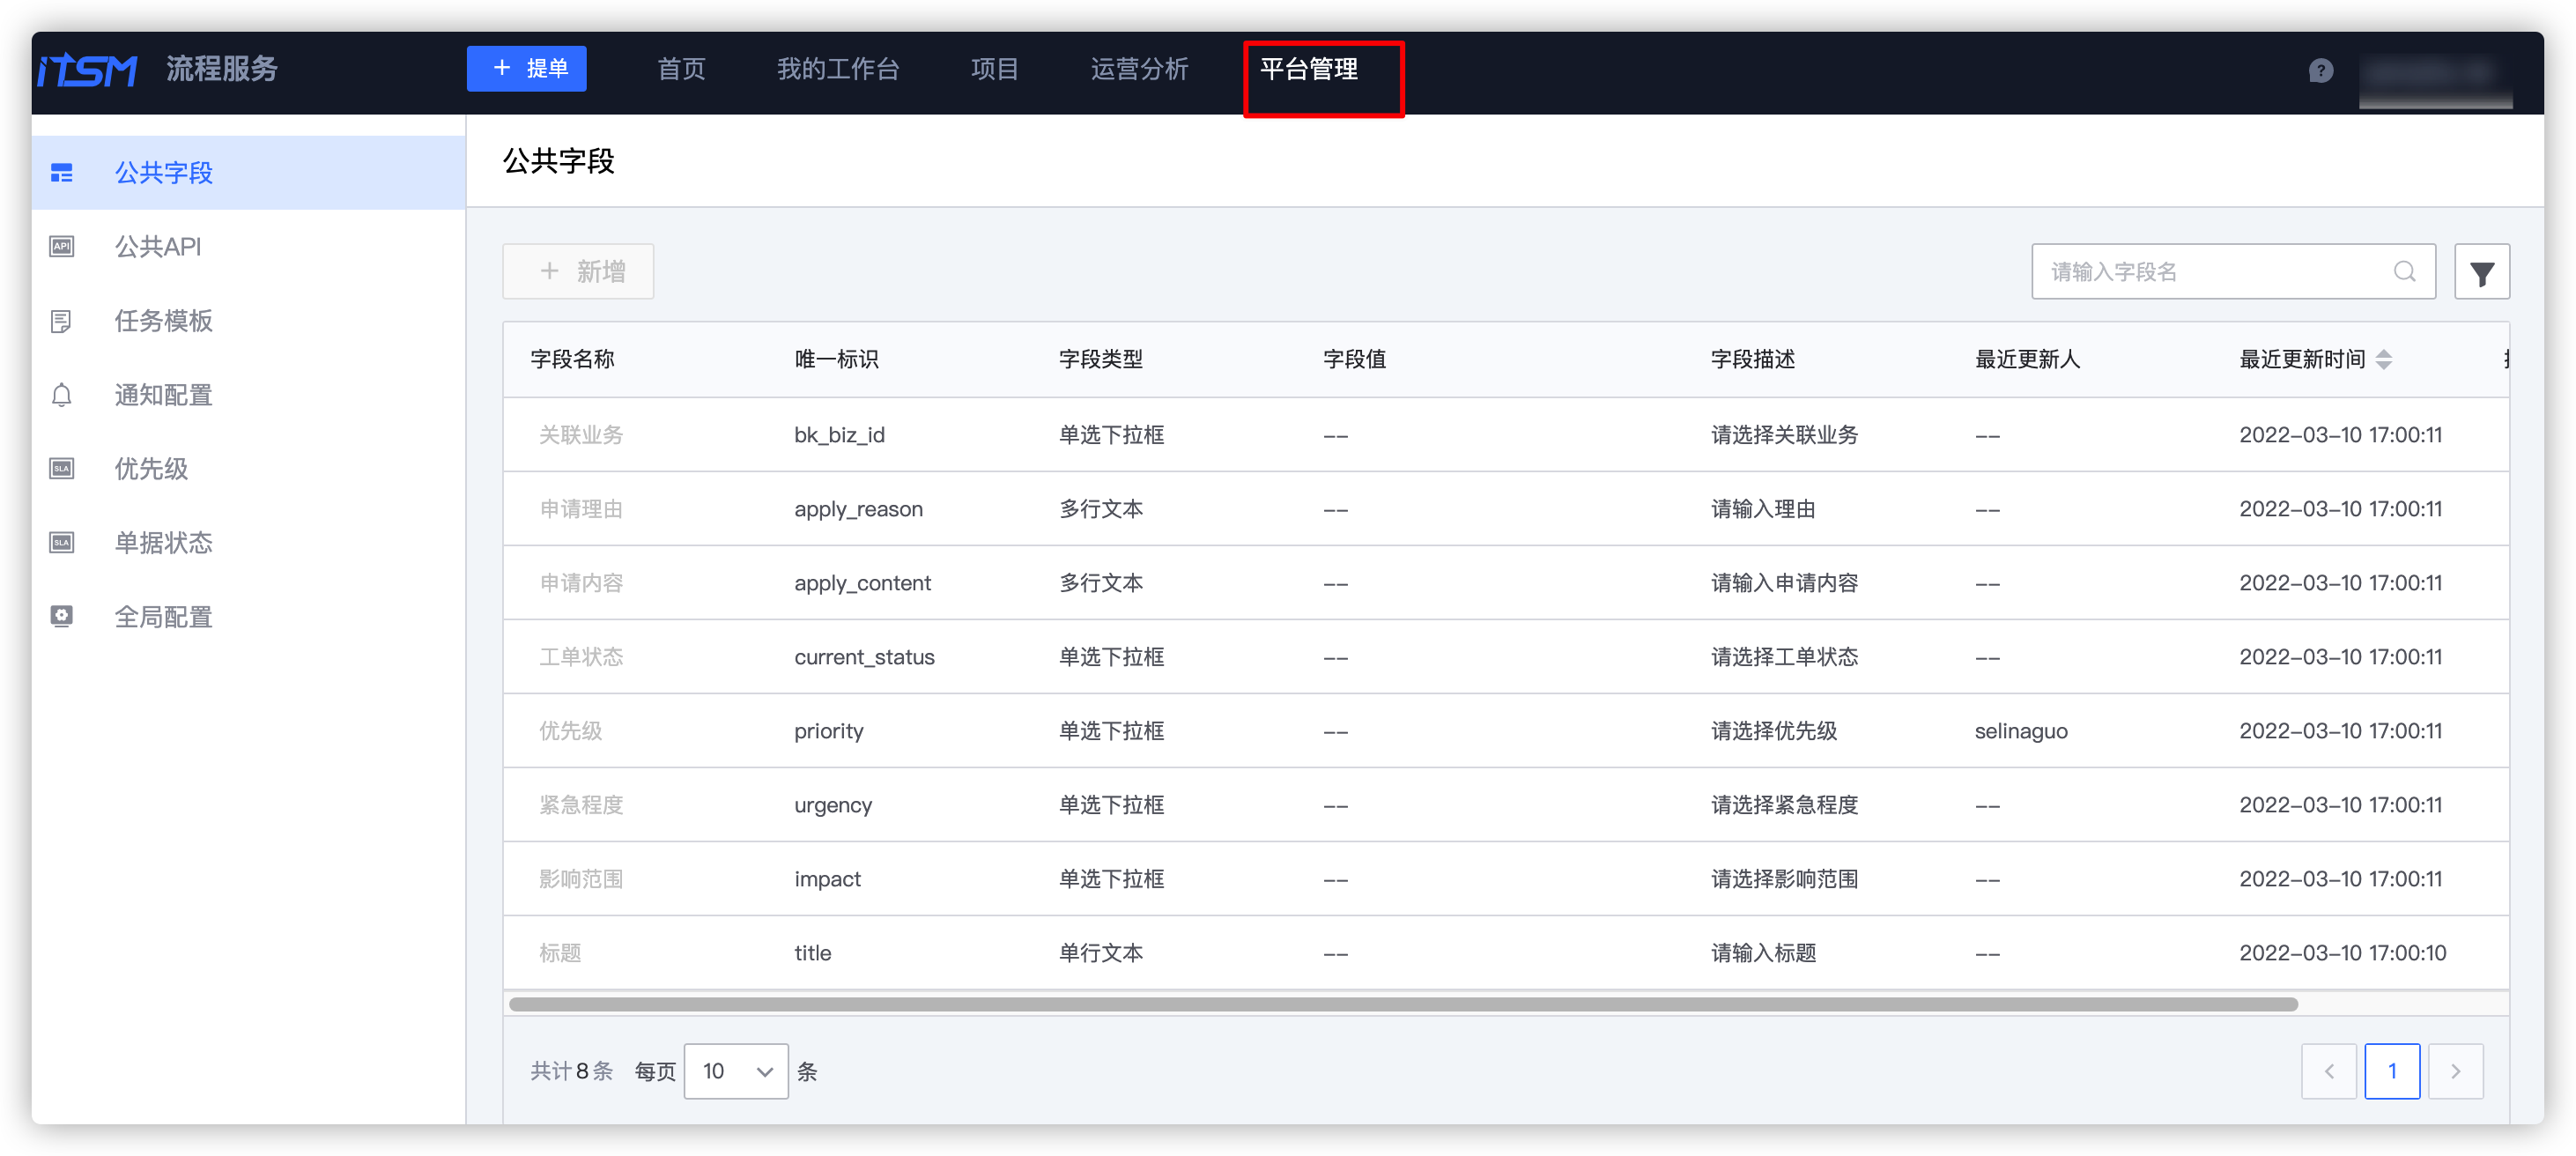 iTSM 流程服务 + 提单 首页 我的工作台 项目 运营分析 平台管理 ?
公共字段
API 公共API
任务模板
通知配置
SLA 优先级
SLA 单据状态
全局配置
公共字段
+ 新增 请输入字段名
字段名称 唯一标识 字段类型 字段值 字段描述 最近更新人 最近更新时间
关联业务 bk_biz_id 单选下拉框 -- 请选择关联业务 -- 2022-03-10 17:00:11
申请理由 apply_reason 多行文本 -- 请输入理由 -- 2022-03-10 17:00:11
申请内容 apply_content 多行文本 -- 请输入申请内容 -- 2022-03-10 17:00:11
工单状态 current_status 单选下拉框 -- 请选择工单状态 -- 2022-03-10 17:00:11
优先级 priority 单选下拉框 -- 请选择优先级 selinaguo 2022-03-10 17:00:11
紧急程度 urgency 单选下拉框 -- 请选择紧急程度 -- 2022-03-10 17:00:11
影响范围 impact 单选下拉框 -- 请选择影响范围 -- 2022-03-10 17:00:11
标题 title 单行文本 -- 请输入标题 -- 2022-03-10 17:00:10
共计8条 每页 10 条 1